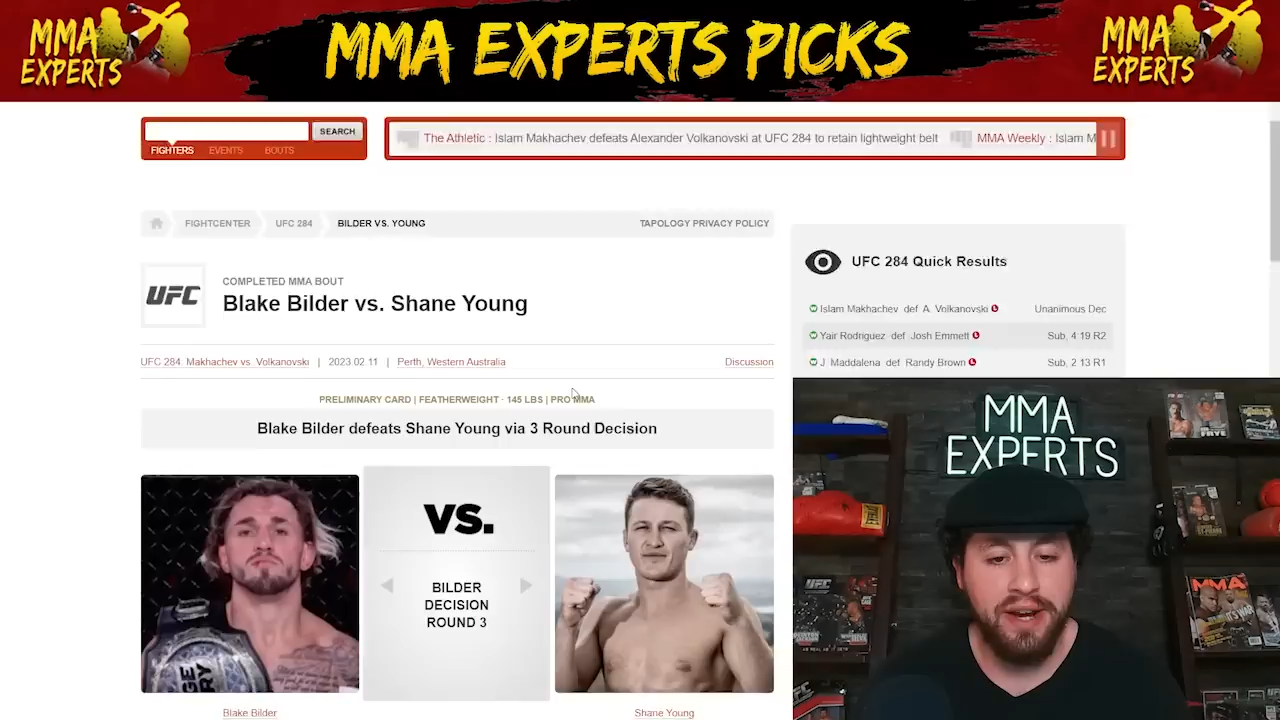 MMA
EXPERTS
MMA EXPERTS PICKS
MMA
EXPERTS
SEARCH
FIGHTERS EVENTS BOUTS
The Athletic : Islam Makhachev defeats Alexander Volkanovski at UFC 284 to retain lightweight belt
MMA Weekly : Islam M
FIGHTCENTER UFC 284 BILDER VS. YOUNG
TAPOLOGY PRIVACY POLICY
UFC
COMPLETED MMA BOUT
Blake Bilder vs. Shane Young
UFC 284: Makhachev vs. Volkanovski | 2023 02 11 | Perth, Western Australia
Discussion
PRELIMINARY CARD | FEATHERWEIGHT · 145 LBS | PRO MMA
Blake Bilder defeats Shane Young via 3 Round Decision
VS.
BILDER
DECISION
ROUND 3
Blake Bilder
Shane Young
UFC 284 Quick Results
Islam Makhachev def A. Volkanovski Unanimous Dec
Yair Rodriguez def Josh Emmett Sub, 4:19 R2
J. Maddalena def Randy Brown Sub, 2:13 R1
MMA
EXPERTS
FRYE
UFC
MMA
UFC